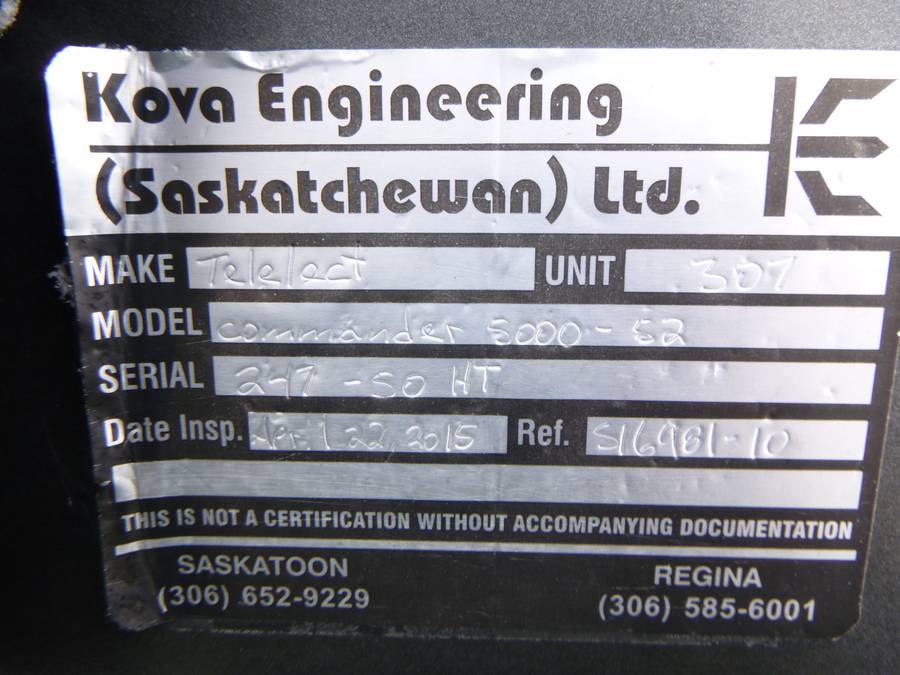 Kova Engineering
(Saskatchewan) Ltd.
KE
MAKE Telelect UNIT 307
MODEL commander 5000-52
SERIAL 247-50 HT
Date Insp. April 22, 2015 Ref. S16981-10
THIS IS NOT A CERTIFICATION WITHOUT ACCOMPANYING DOCUMENTATION
SASKATOON REGINA
(306) 652-9229 (306) 585-6001